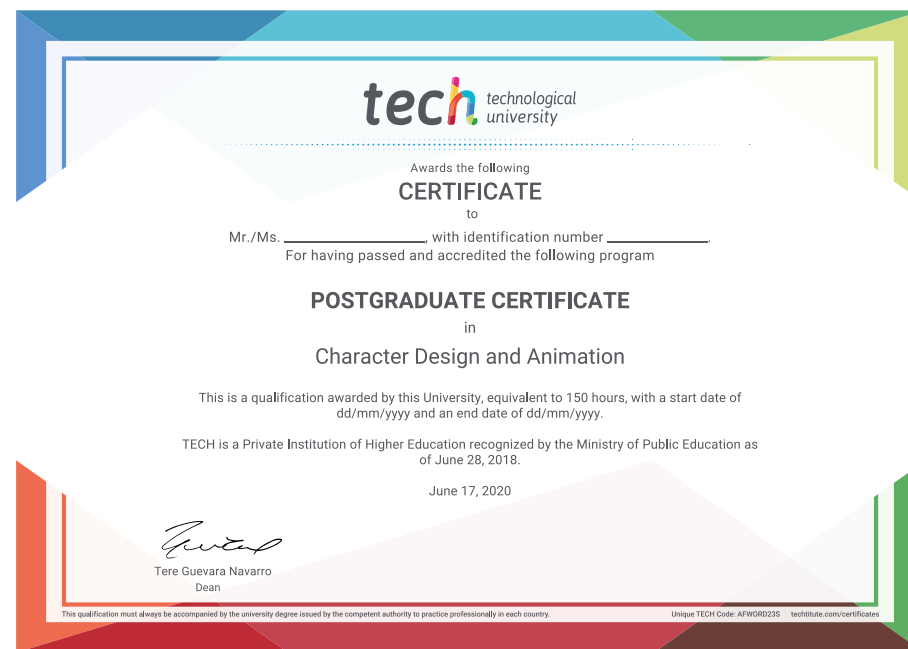 tech technological
university
Awards the following
CERTIFICATE
to
Mr./Ms. ____________________, with identification number ______________.
For having passed and accredited the following program
POSTGRADUATE CERTIFICATE
in
Character Design and Animation
This is a qualification awarded by this University, equivalent to 150 hours, with a start date of
dd/mm/yyyy and an end date of dd/mm/yyyy.
TECH is a Private Institution of Higher Education recognized by the Ministry of Public Education as
of June 28, 2018.
June 17, 2020
Tere Guevara Navarro
Dean
This qualification must always be accompanied by the university degree issued by the competent authority to practice professionally in each country. Unique TECH Code: AFWORD23S techtitute.com/certificates